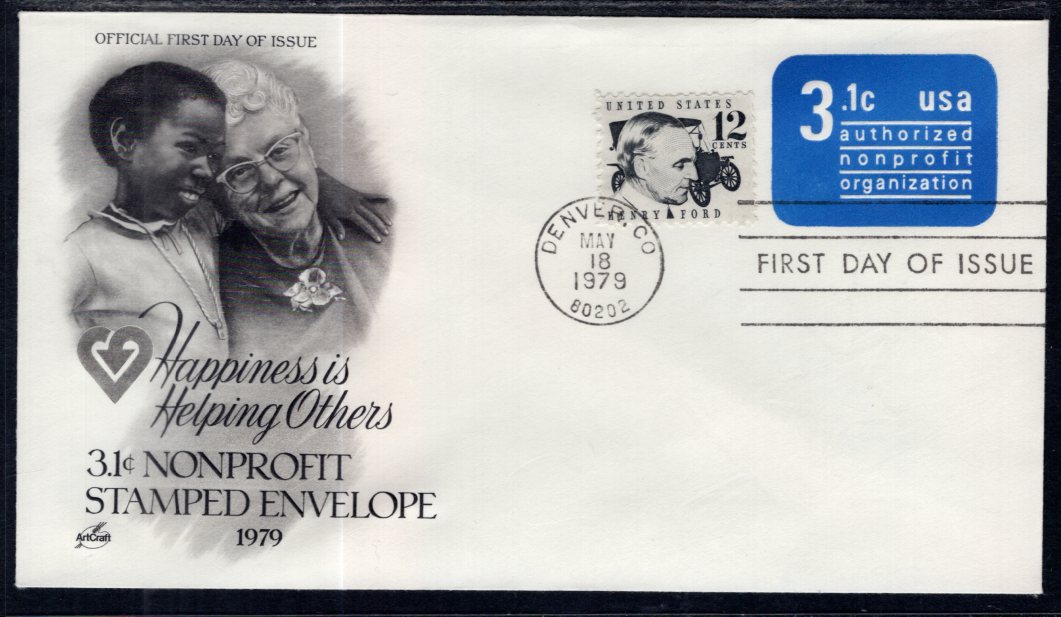 OFFICIAL FIRST DAY OF ISSUE
Happiness is
Helping Others
3.1¢ NONPROFIT
STAMPED ENVELOPE
1979
ArtCraft
UNITED STATES
12
CENTS
HENRY FORD
3.1c usa
authorized
nonprofit
organization
DENVER, CO
MAY
18
1979
80202
FIRST DAY OF ISSUE